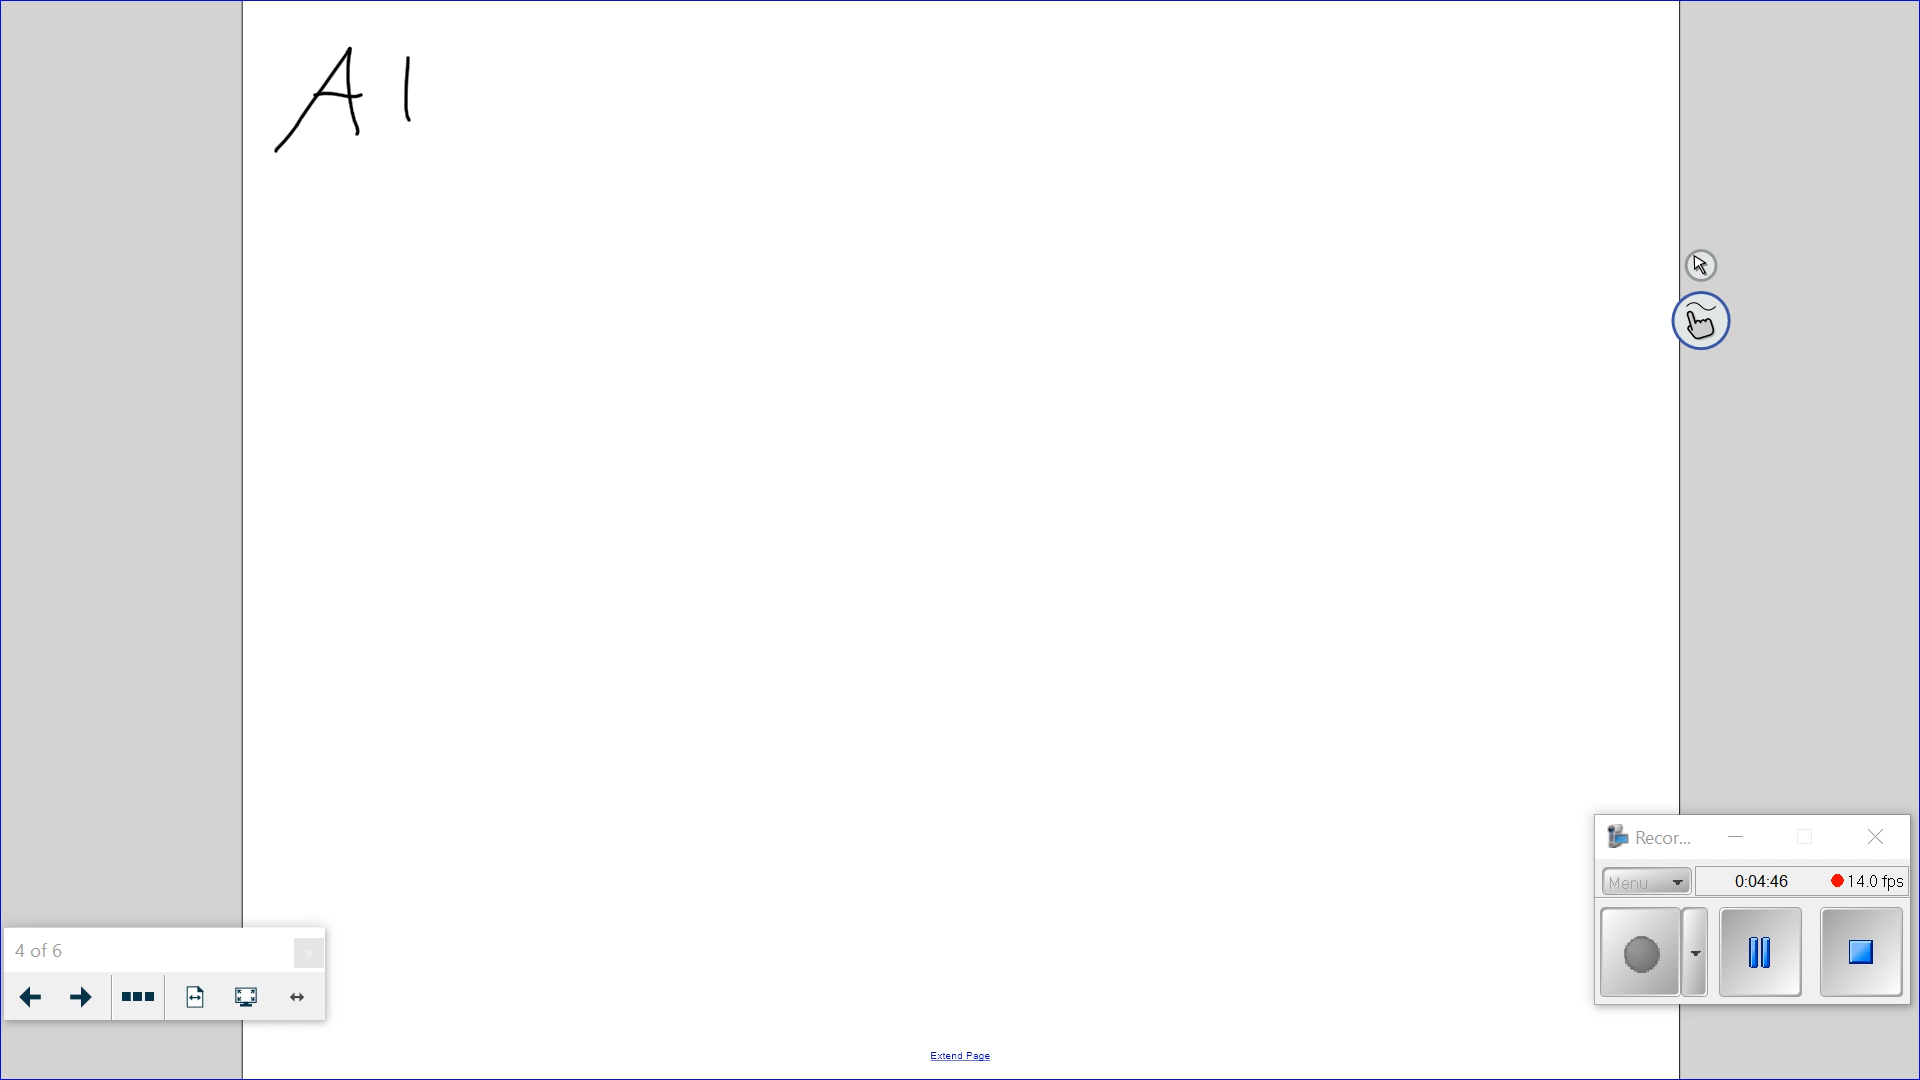 A l
Recor...
Menu
0:04:46
14.0 fps
4 of 6
Extend Page